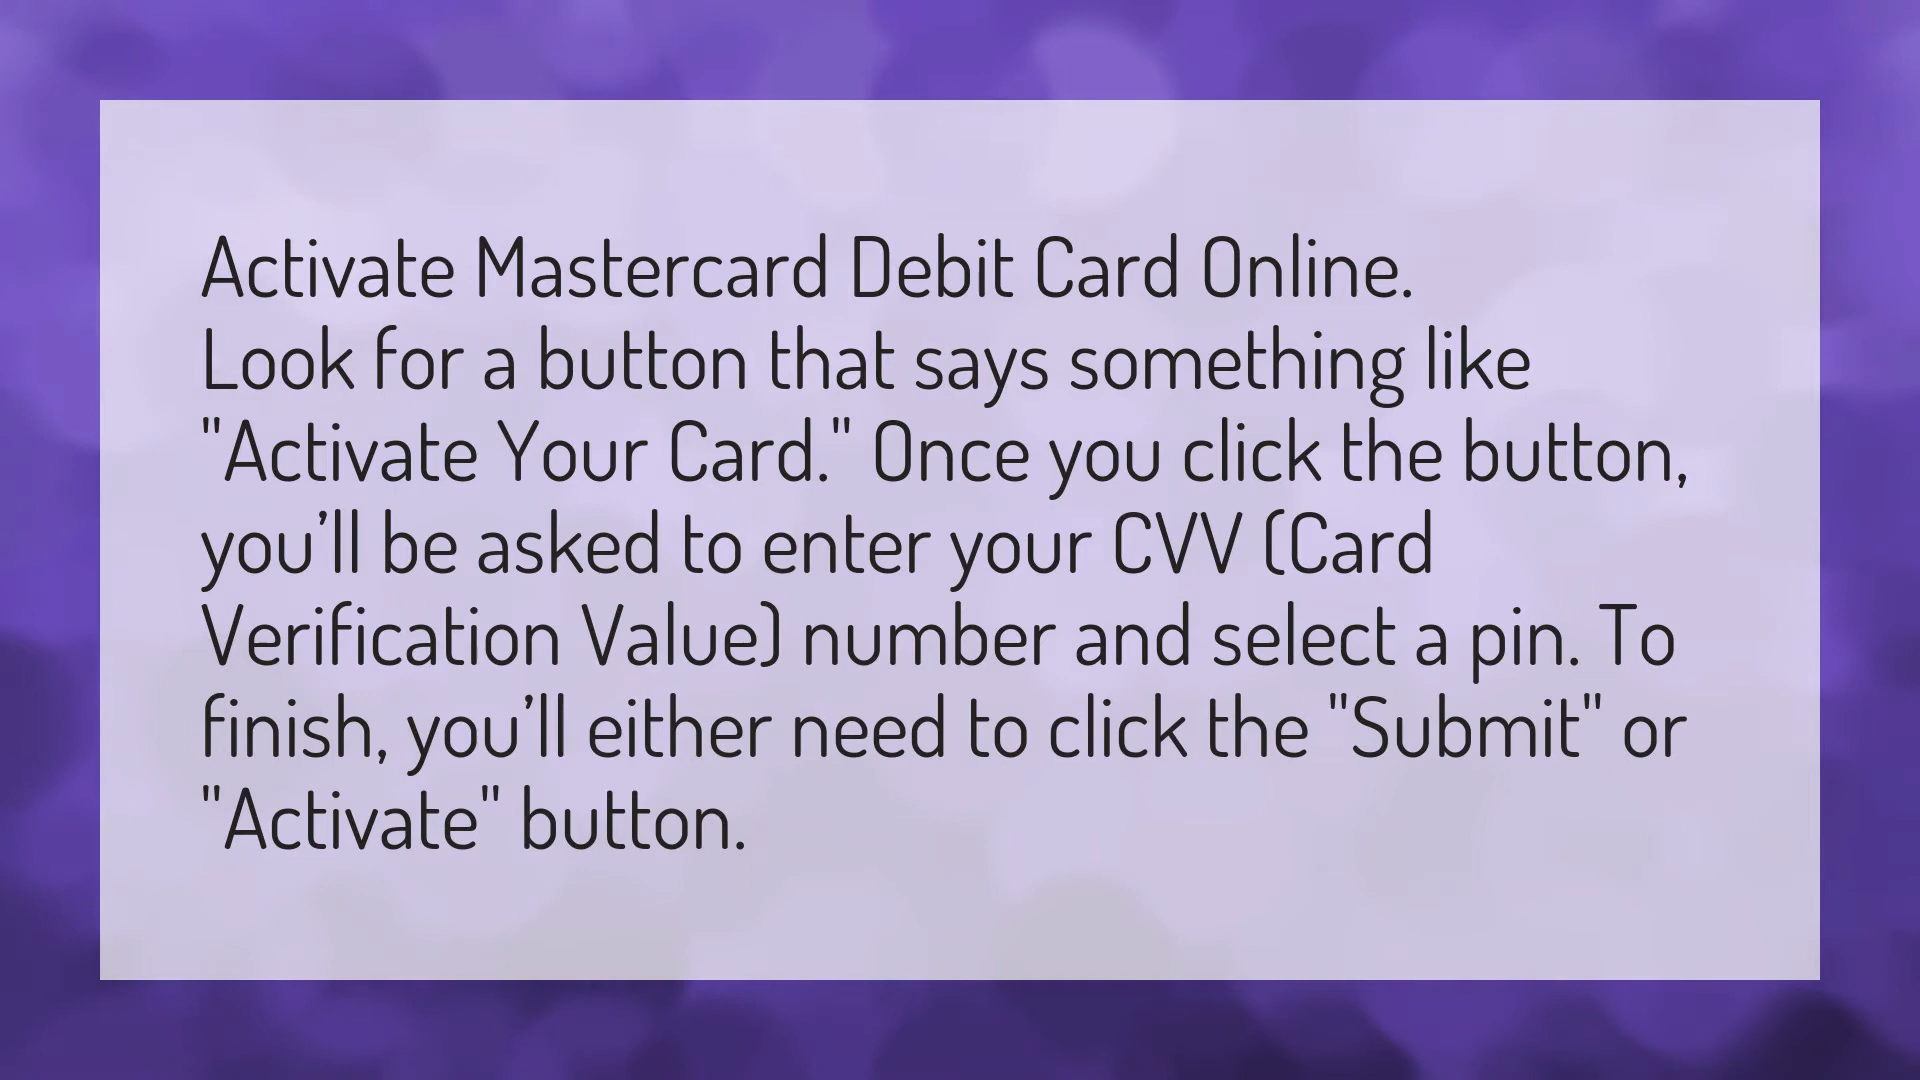 Activate Mastercard Debit Card Online.
Look for a button that says something like
"Activate Your Card." Once you click the button,
you’ll be asked to enter your CVV (Card
Verification Value) number and select a pin. To
finish, you’ll either need to click the "Submit" or
"Activate" button.